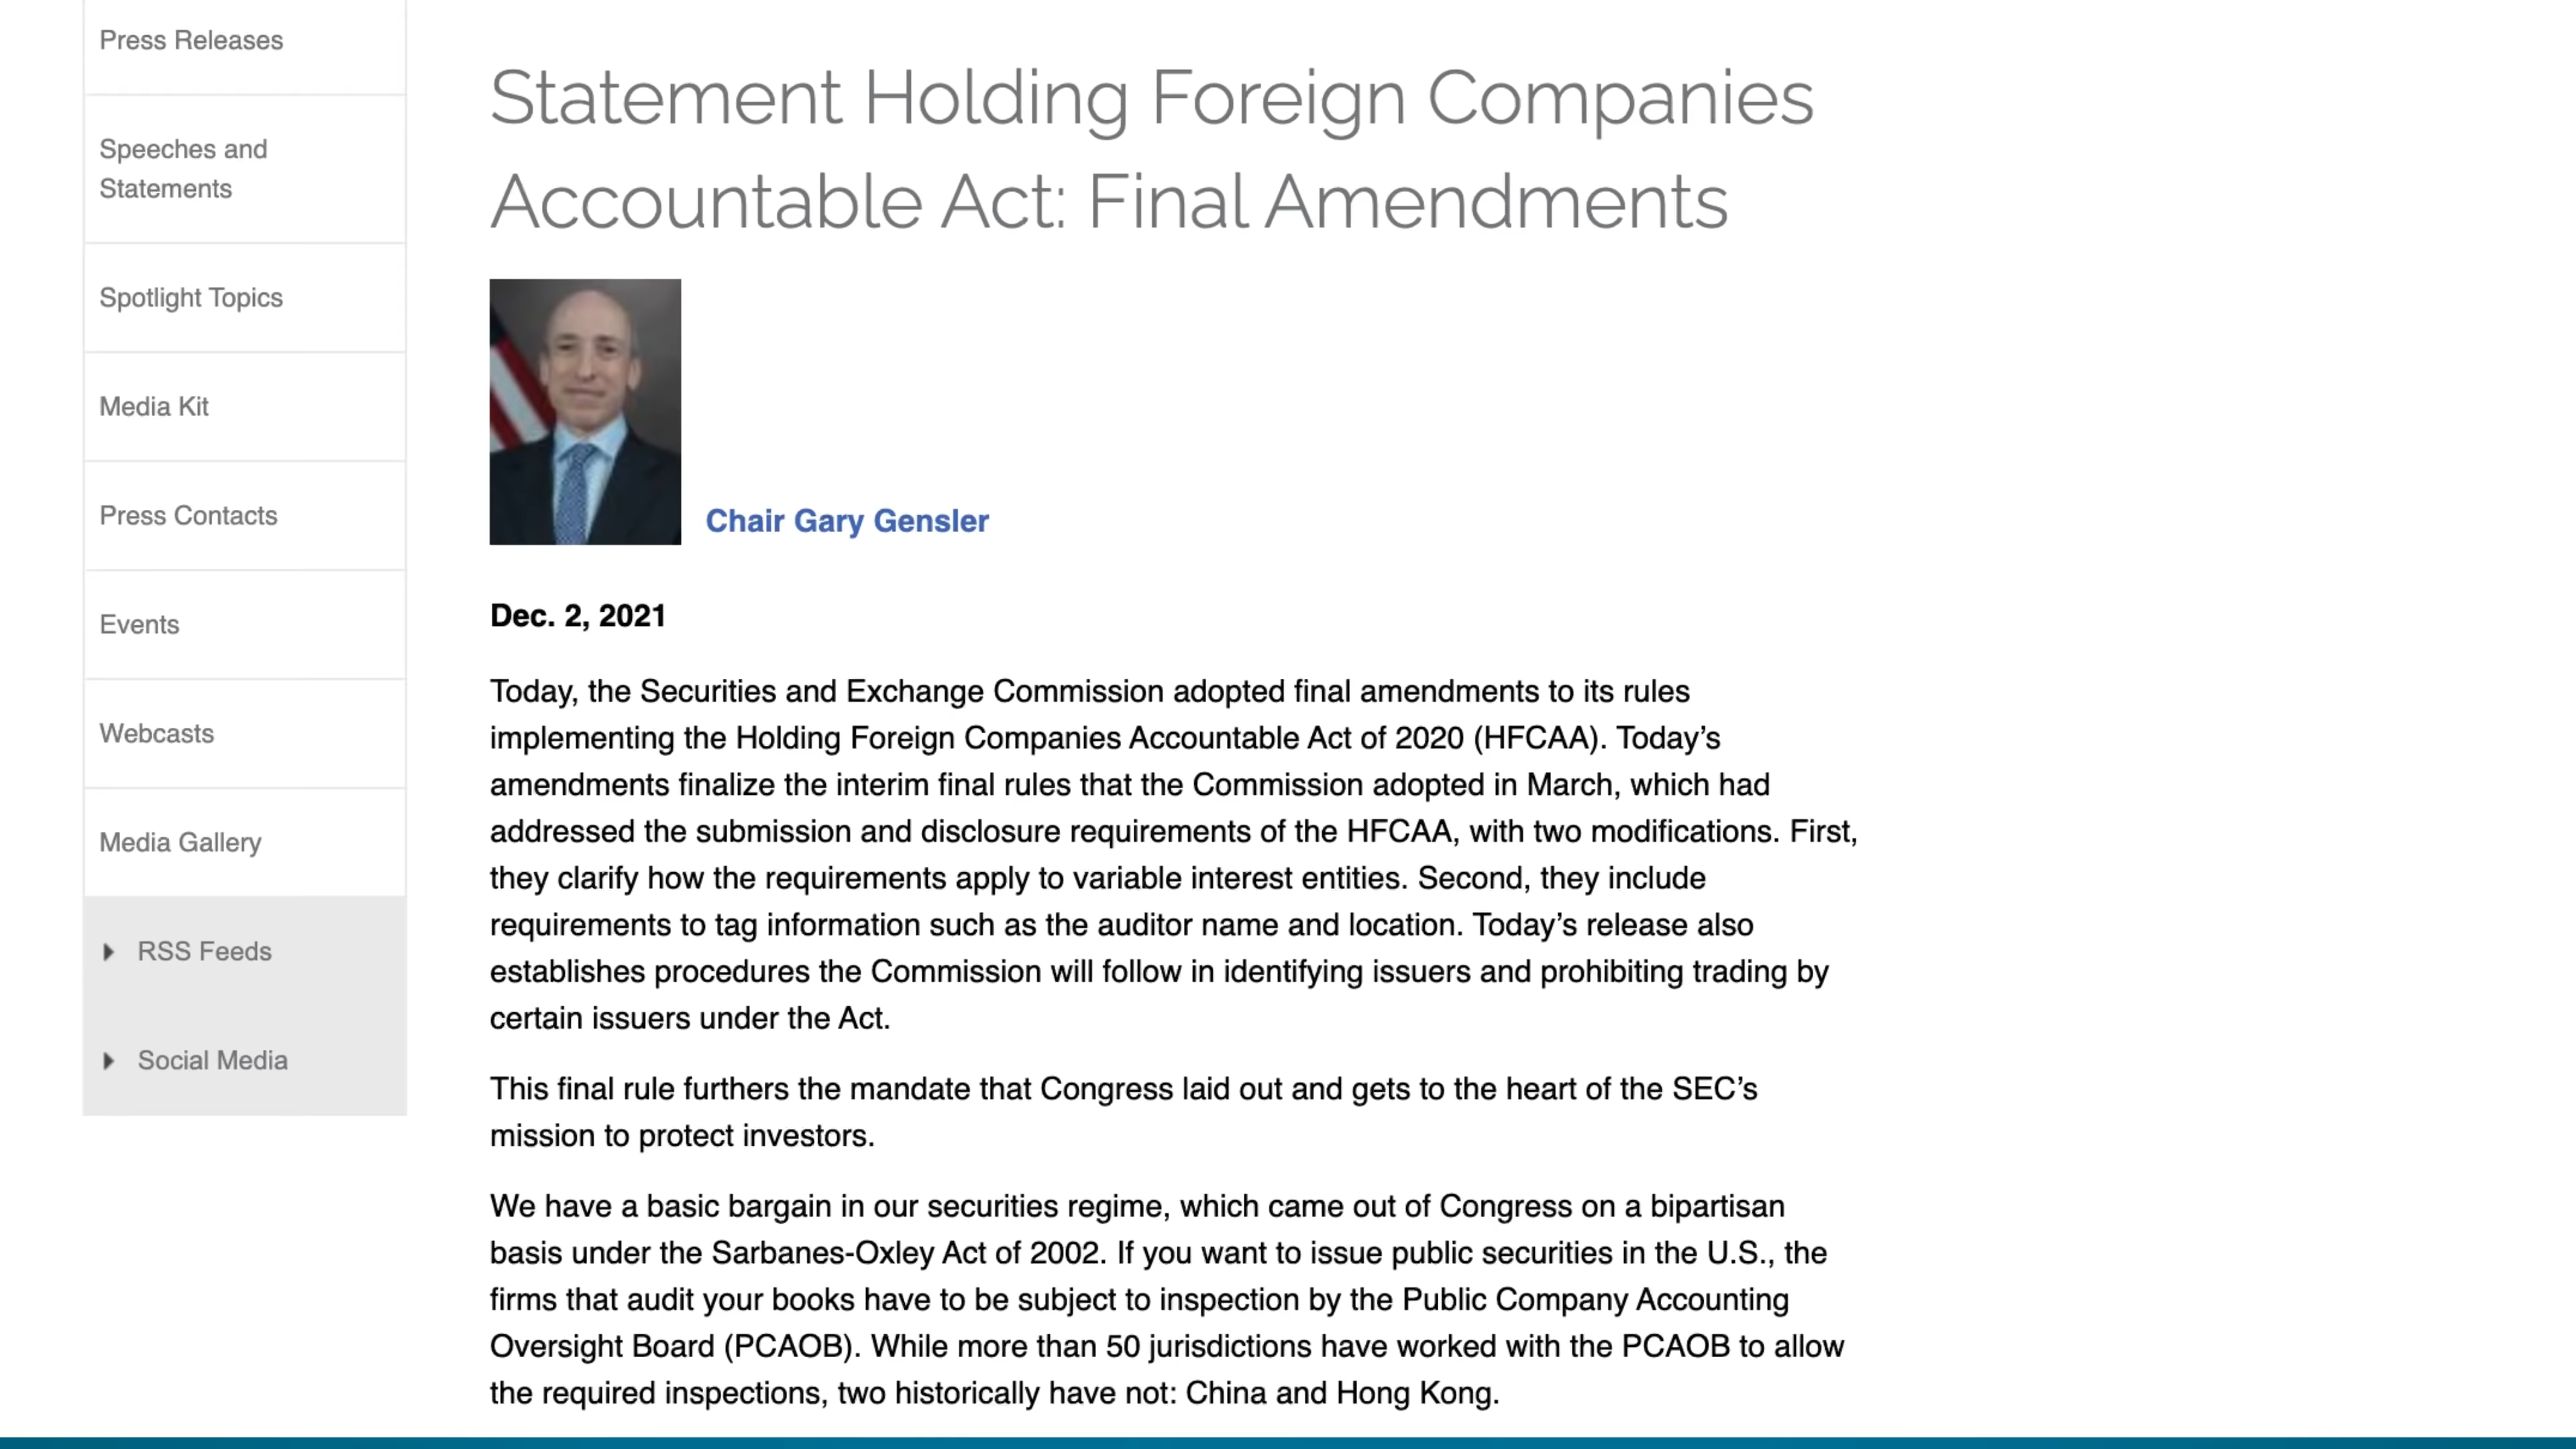 Press Releases
Speeches and
Statements
Spotlight Topics
Media Kit
Press Contacts
Events
Webcasts
Media Gallery
RSS Feeds
Social Media
Statement Holding Foreign Companies
Accountable Act: Final Amendments
Chair Gary Gensler
Dec. 2, 2021
Today, the Securities and Exchange Commission adopted final amendments to its rules
implementing the Holding Foreign Companies Accountable Act of 2020 (HFCAA). Today’s
amendments finalize the interim final rules that the Commission adopted in March, which had
addressed the submission and disclosure requirements of the HFCAA, with two modifications. First,
they clarify how the requirements apply to variable interest entities. Second, they include
requirements to tag information such as the auditor name and location. Today’s release also
establishes procedures the Commission will follow in identifying issuers and prohibiting trading by
certain issuers under the Act.
This final rule furthers the mandate that Congress laid out and gets to the heart of the SEC’s
mission to protect investors.
We have a basic bargain in our securities regime, which came out of Congress on a bipartisan
basis under the Sarbanes-Oxley Act of 2002. If you want to issue public securities in the U.S., the
firms that audit your books have to be subject to inspection by the Public Company Accounting
Oversight Board (PCAOB). While more than 50 jurisdictions have worked with the PCAOB to allow
the required inspections, two historically have not: China and Hong Kong.